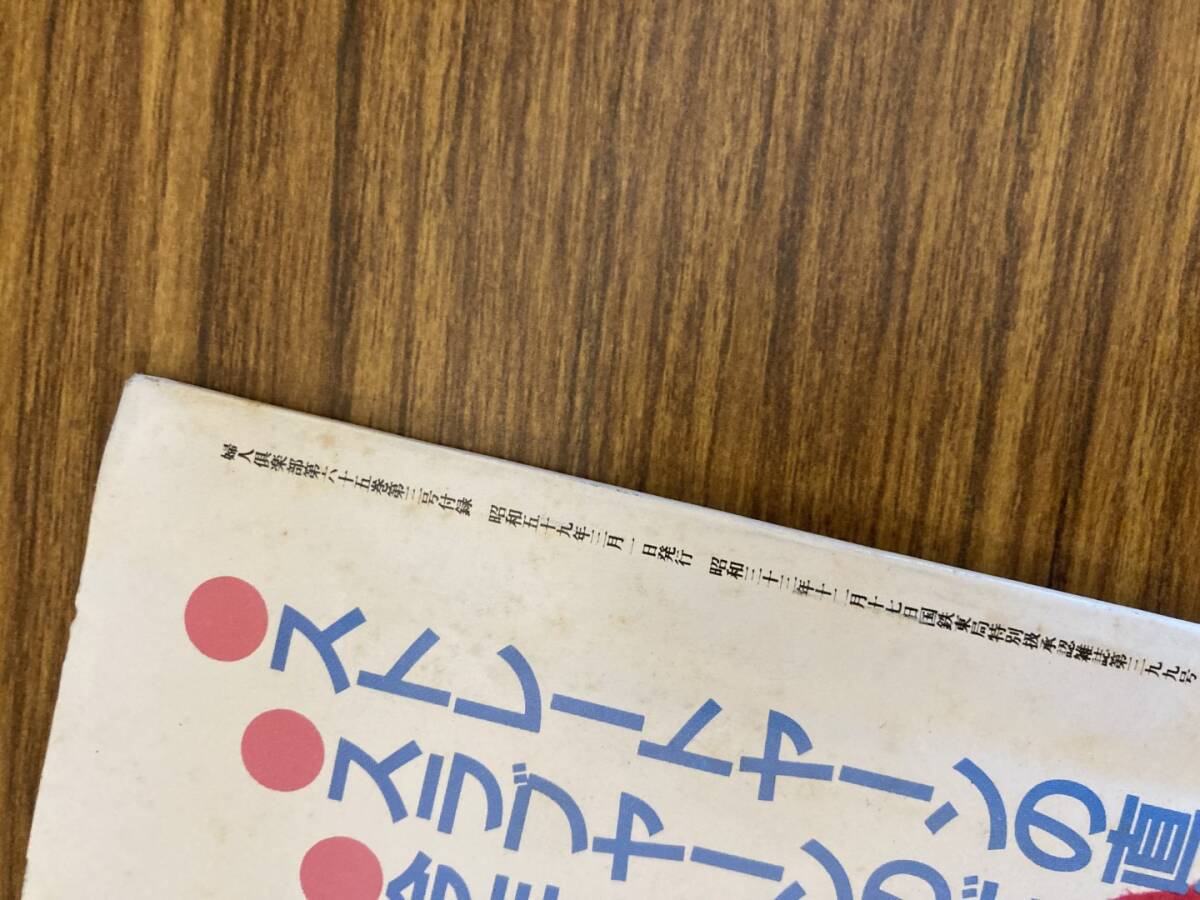 婦人倶楽部第六十五巻第三号付録 昭和五十九年三月一日発行 昭和二十三年十二月十七日国鉄東局特別扱承認雑誌第二九九号
●ストレートヤーンの直
●スラブヤーンの
●